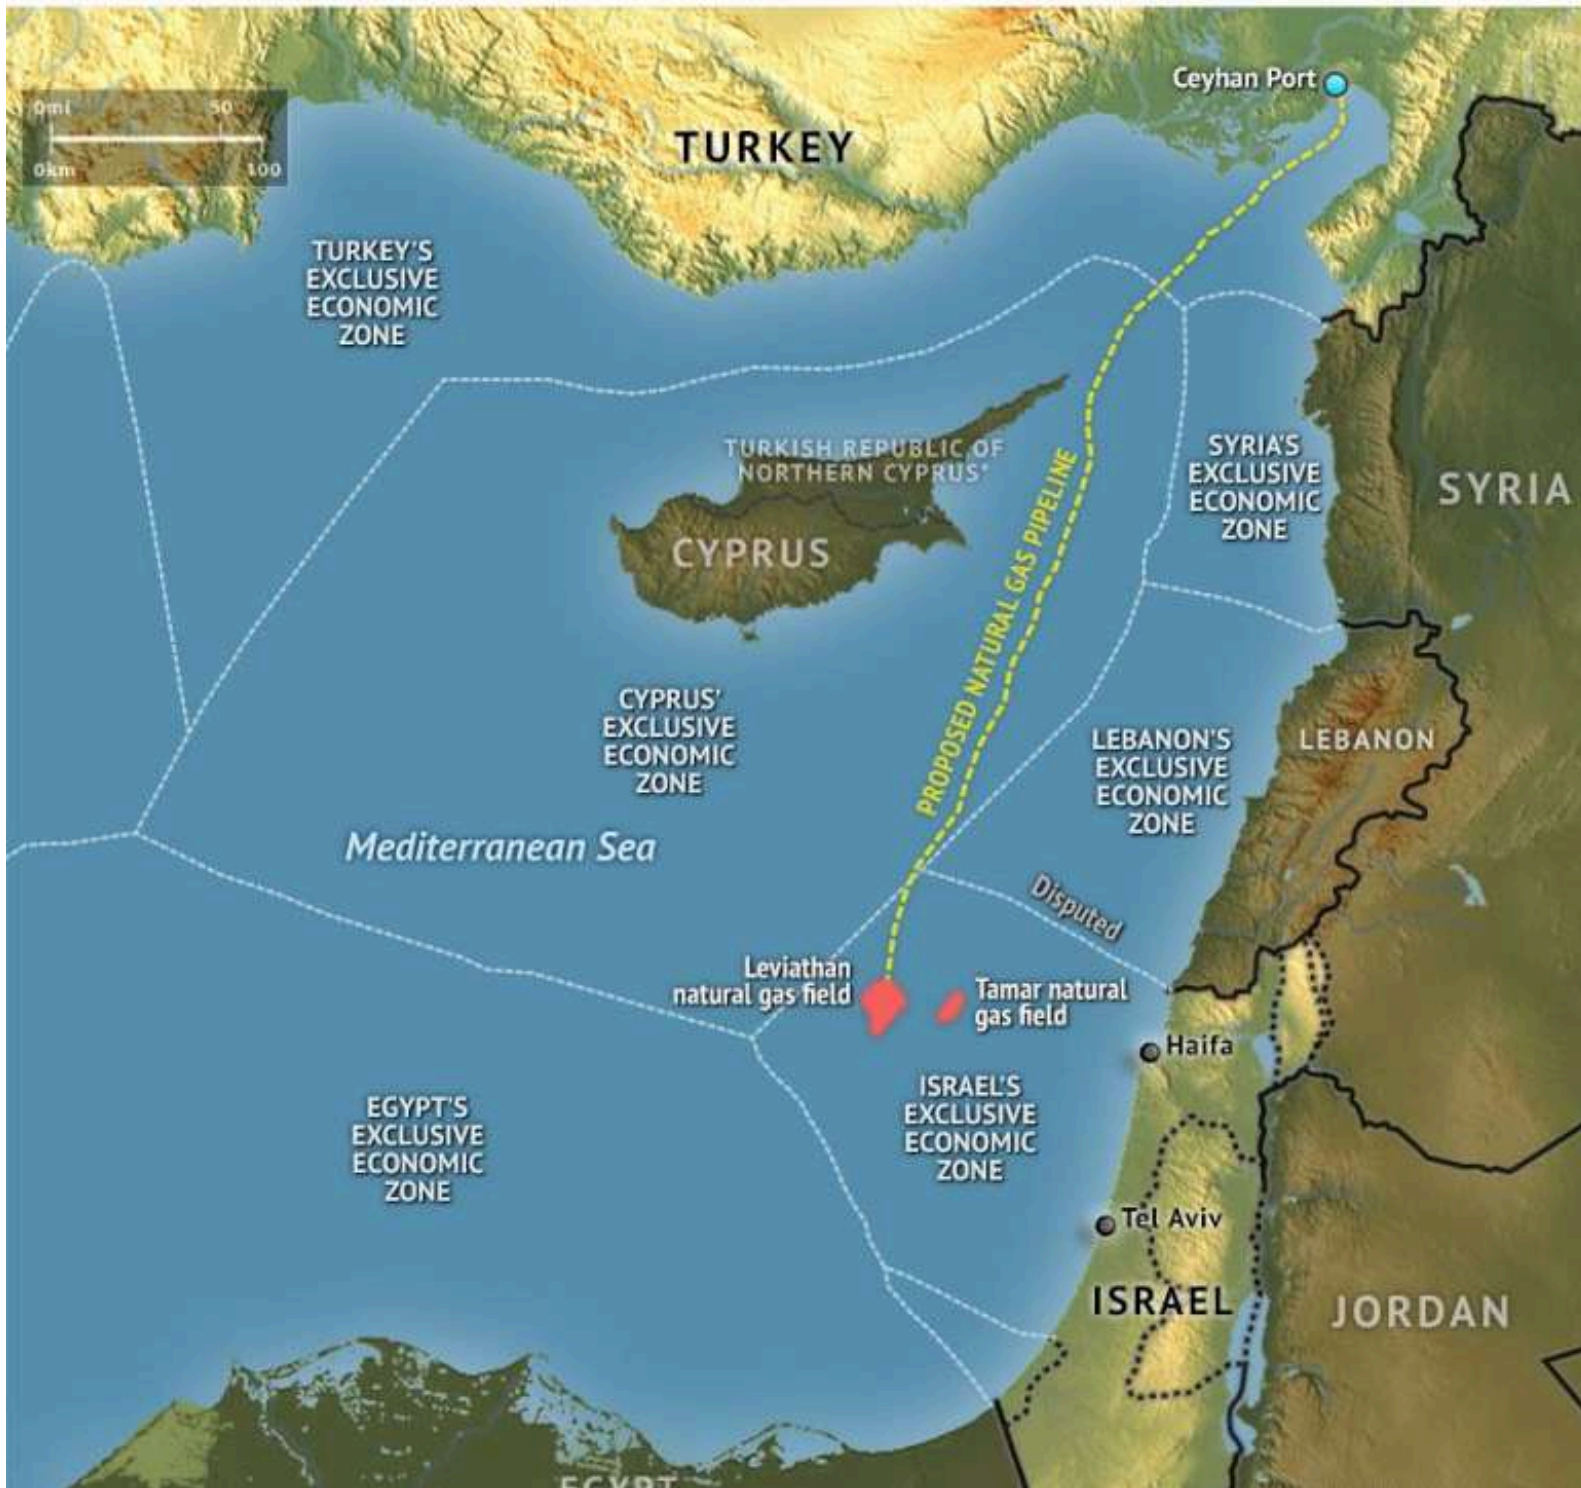 Ceyhan Port
0mi 50
0km 100
TURKEY
TURKEY'S
EXCLUSIVE
ECONOMIC
ZONE
TURKISH REPUBLIC OF
NORTHERN CYPRUS*
CYPRUS
SYRIA'S
EXCLUSIVE
ECONOMIC
ZONE
SYRIA
PROPOSED NATURAL GAS PIPELINE
CYPRUS'
EXCLUSIVE
ECONOMIC
ZONE
LEBANON'S
EXCLUSIVE
ECONOMIC
ZONE
LEBANON
Mediterranean Sea
Disputed
Leviathan
natural gas field
Tamar natural
gas field
Haifa
ISRAEL'S
EXCLUSIVE
ECONOMIC
ZONE
EGYPT'S
EXCLUSIVE
ECONOMIC
ZONE
Tel Aviv
ISRAEL
JORDAN
EGYPT